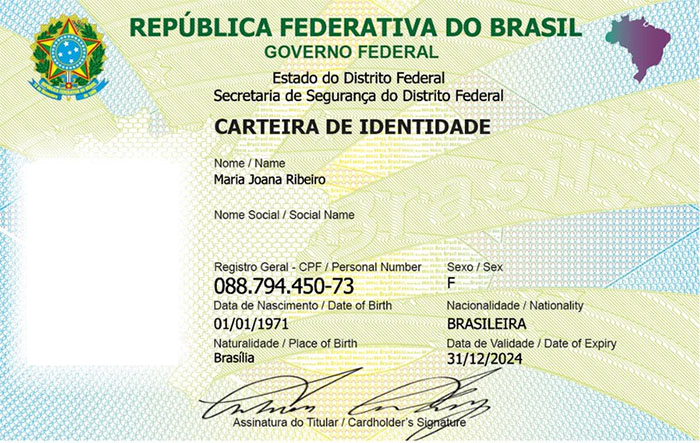 REPÚBLICA FEDERATIVA DO BRASIL
GOVERNO FEDERAL
Estado do Distrito Federal
Secretaria de Segurança do Distrito Federal
CARTEIRA DE IDENTIDADE
Nome / Name
Maria Joana Ribeiro
Nome Social / Social Name
Brasil
Registro Geral - CPF / Personal Number
Sexo / Sex
088.794.450-73
F
Data de Nascimento / Date of Birth
Nacionalidade / Nationality
01/01/1971
BRASILEIRA
Naturalidade / Place of Birth
Data de Validade / Date of Expiry
Brasília
31/12/2024
Assinatura do Titular / Cardholder's Signature